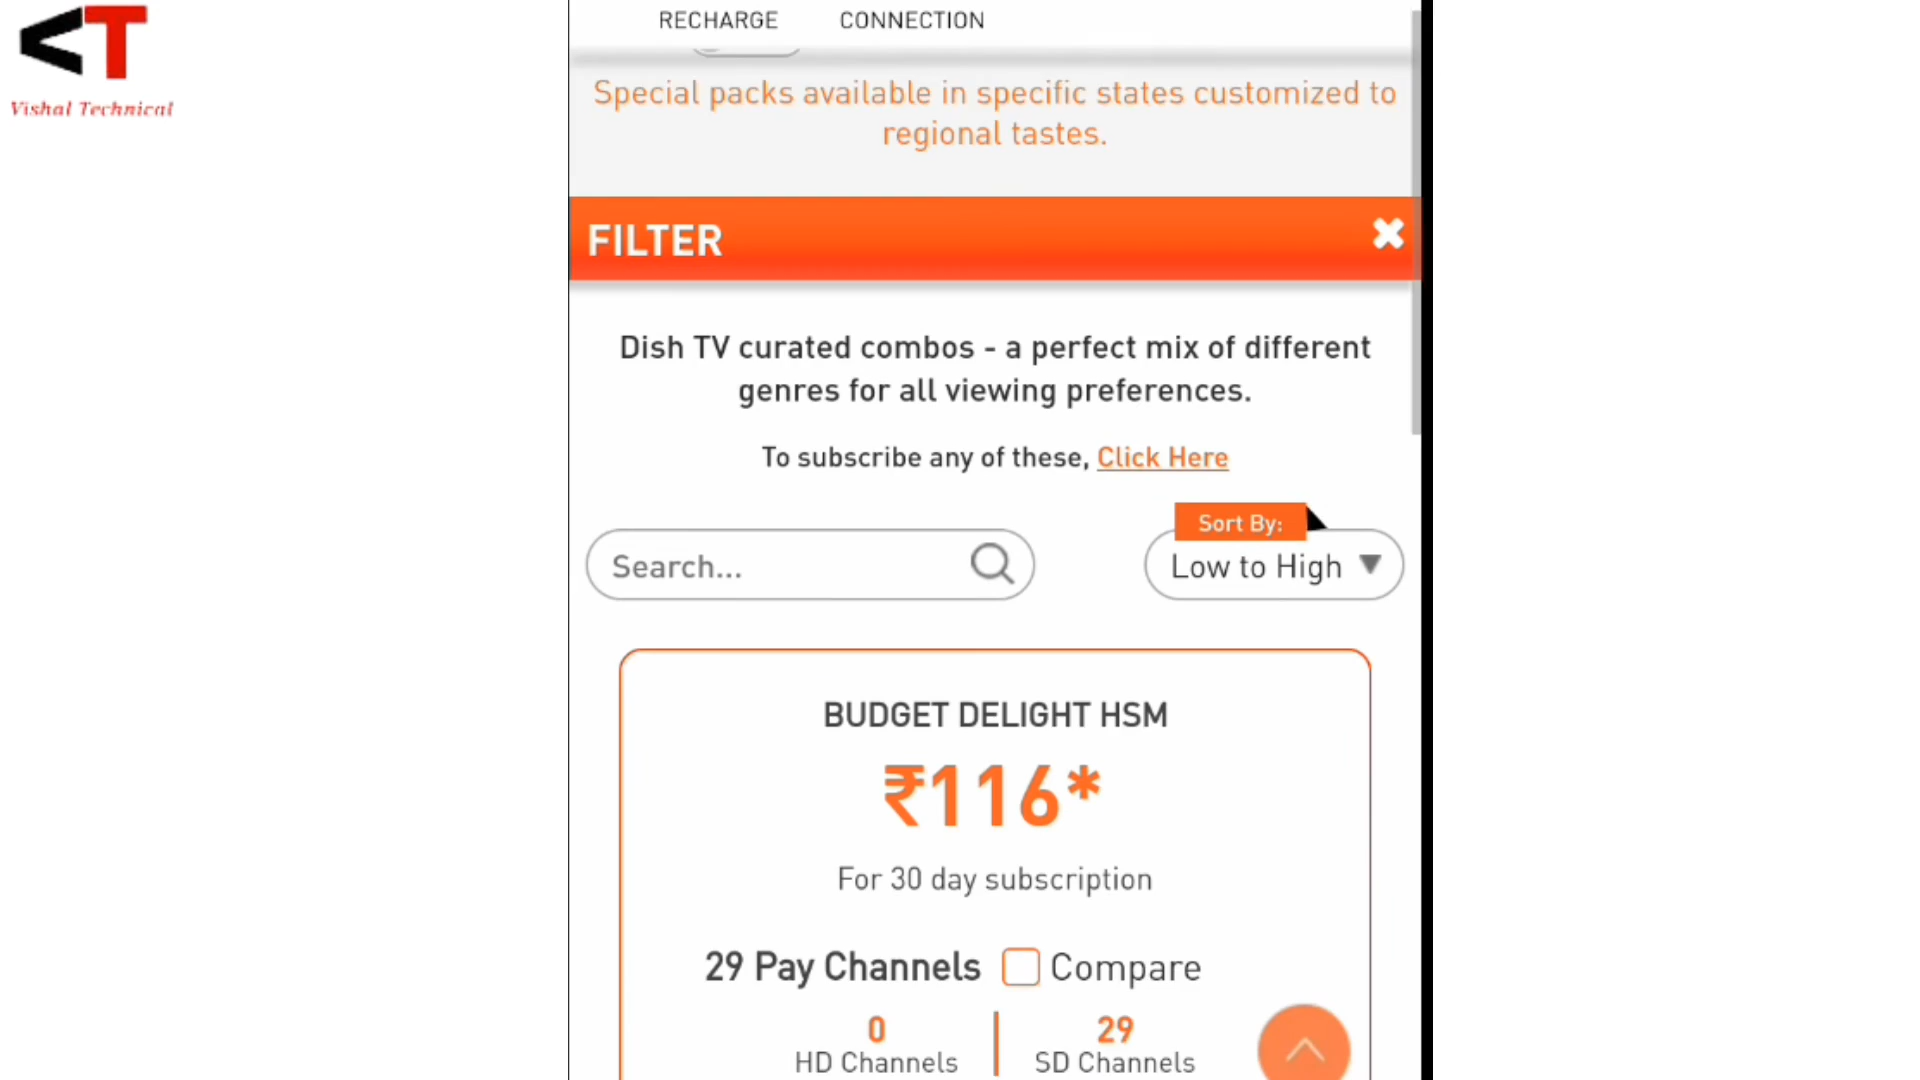 VT
Vishal Technical
RECHARGE CONNECTION
Special packs available in specific states customized to
regional tastes.
FILTER
Dish TV curated combos - a perfect mix of different
genres for all viewing preferences.
To subscribe any of these, Click Here
Sort By:
Search... Low to High
BUDGET DELIGHT HSM
₹116*
For 30 day subscription
29 Pay Channels Compare
0 29
HD Channels SD Channels